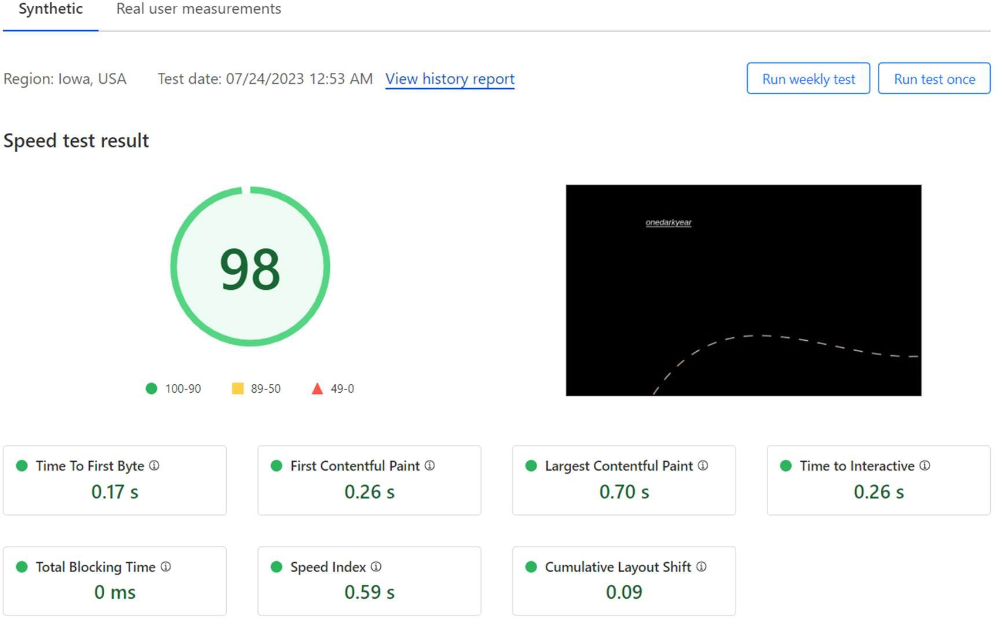 Synthetic Real user measurements
Region: Iowa, USA Test date: 07/24/2023 12:53 AM View history report Run weekly test Run test once
Speed test result
98
onedarkyear
100-90 89-50 49-0
Time To First Byte First Contentful Paint Largest Contentful Paint Time to Interactive
0.17 s 0.26 s 0.70 s 0.26 s
Total Blocking Time Speed Index Cumulative Layout Shift
0 ms 0.59 s 0.09